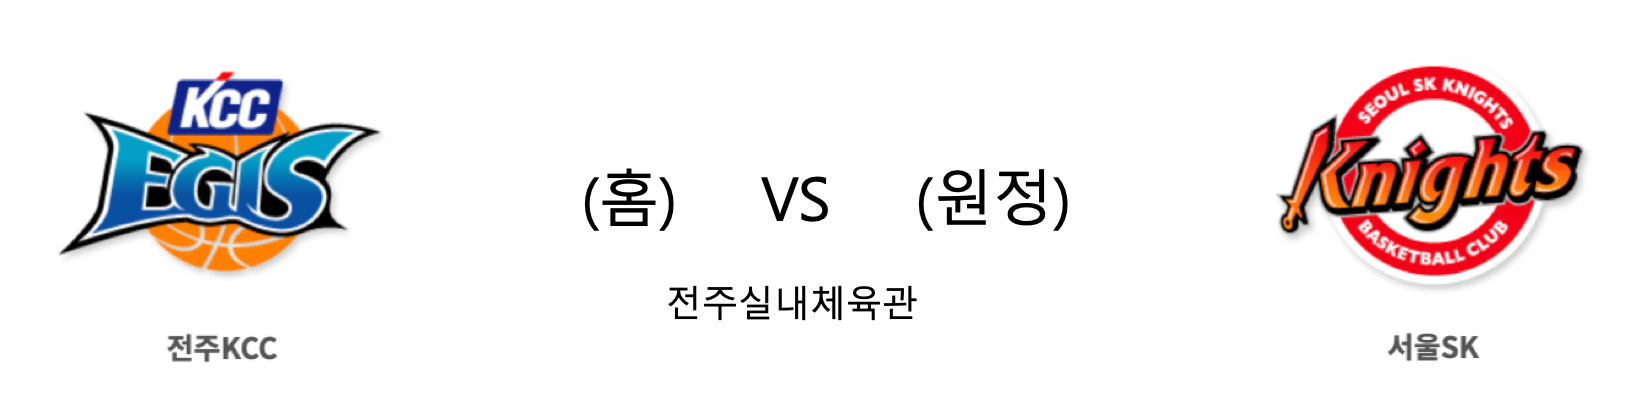 KCC
EGIS
전주KCC
(홈) VS (원정)
전주실내체육관
SEOUL SK KNIGHTS
Knights
BASKETBALL CLUB
서울SK